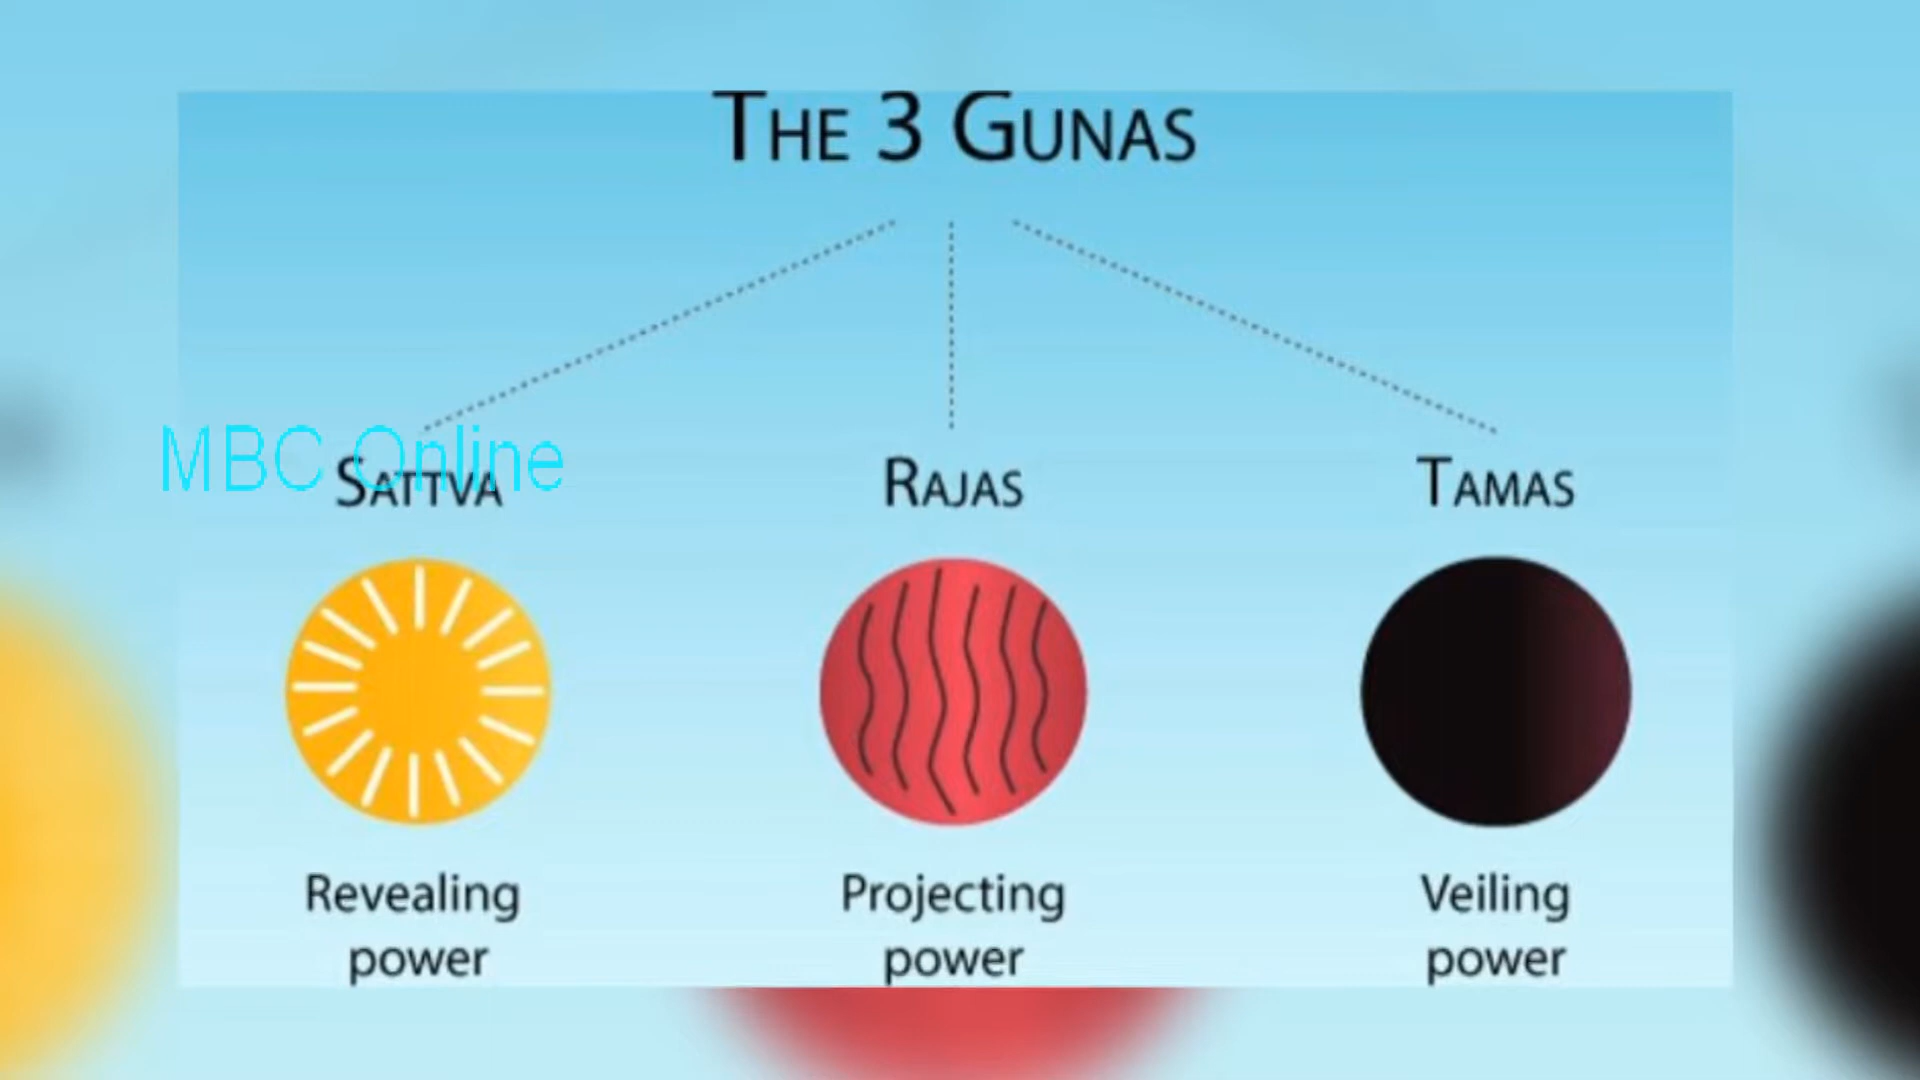 THE 3 GUNAS
MBC Online
SATTVA
RAJAS
TAMAS
Revealing
power
Projecting
power
Veiling
power